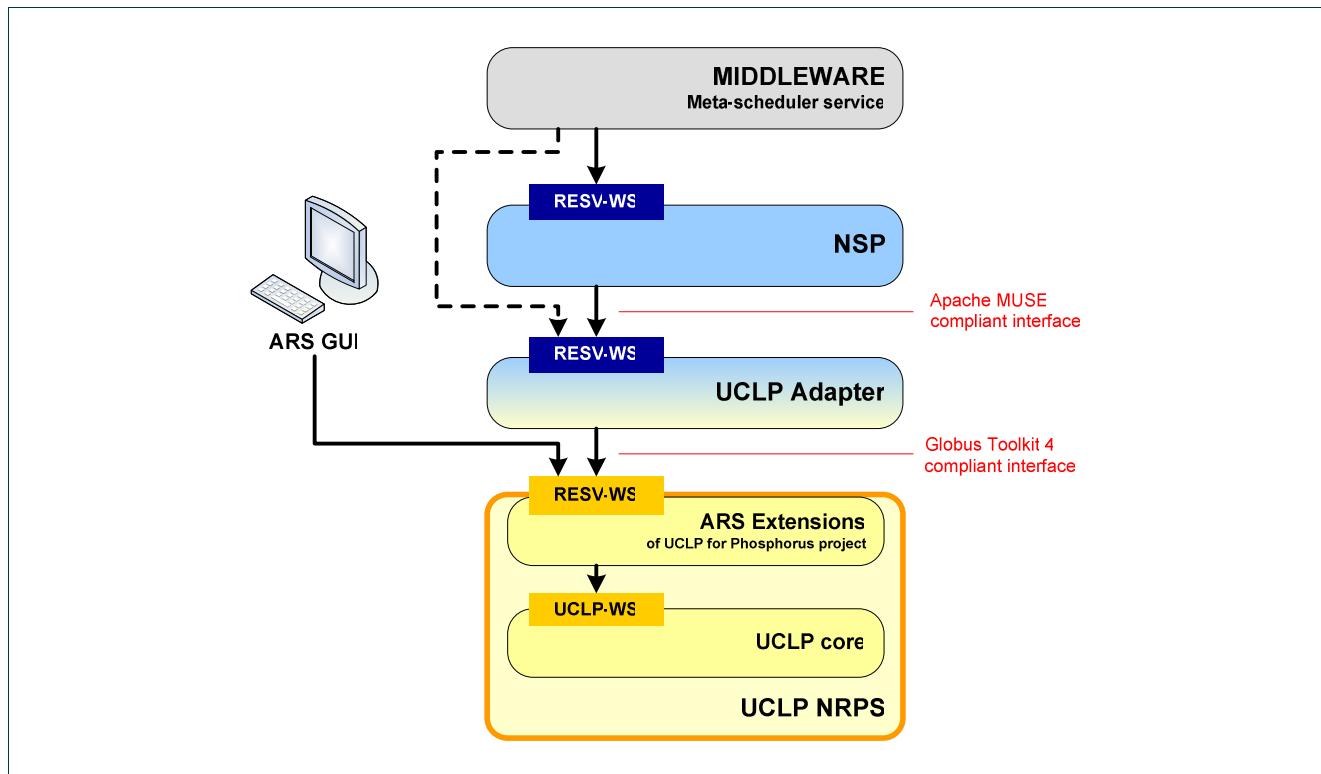 MIDDLEWARE
Meta-scheduler service
RESV-WS
NSP
Apache MUSE
compliant interface
ARS GUI
RESV-WS
UCLP Adapter
Globus Toolkit 4
compliant interface
RESV-WS
ARS Extensions
of UCLP for Phosphorus project
UCLP-WS
UCLP core
UCLP NRPS